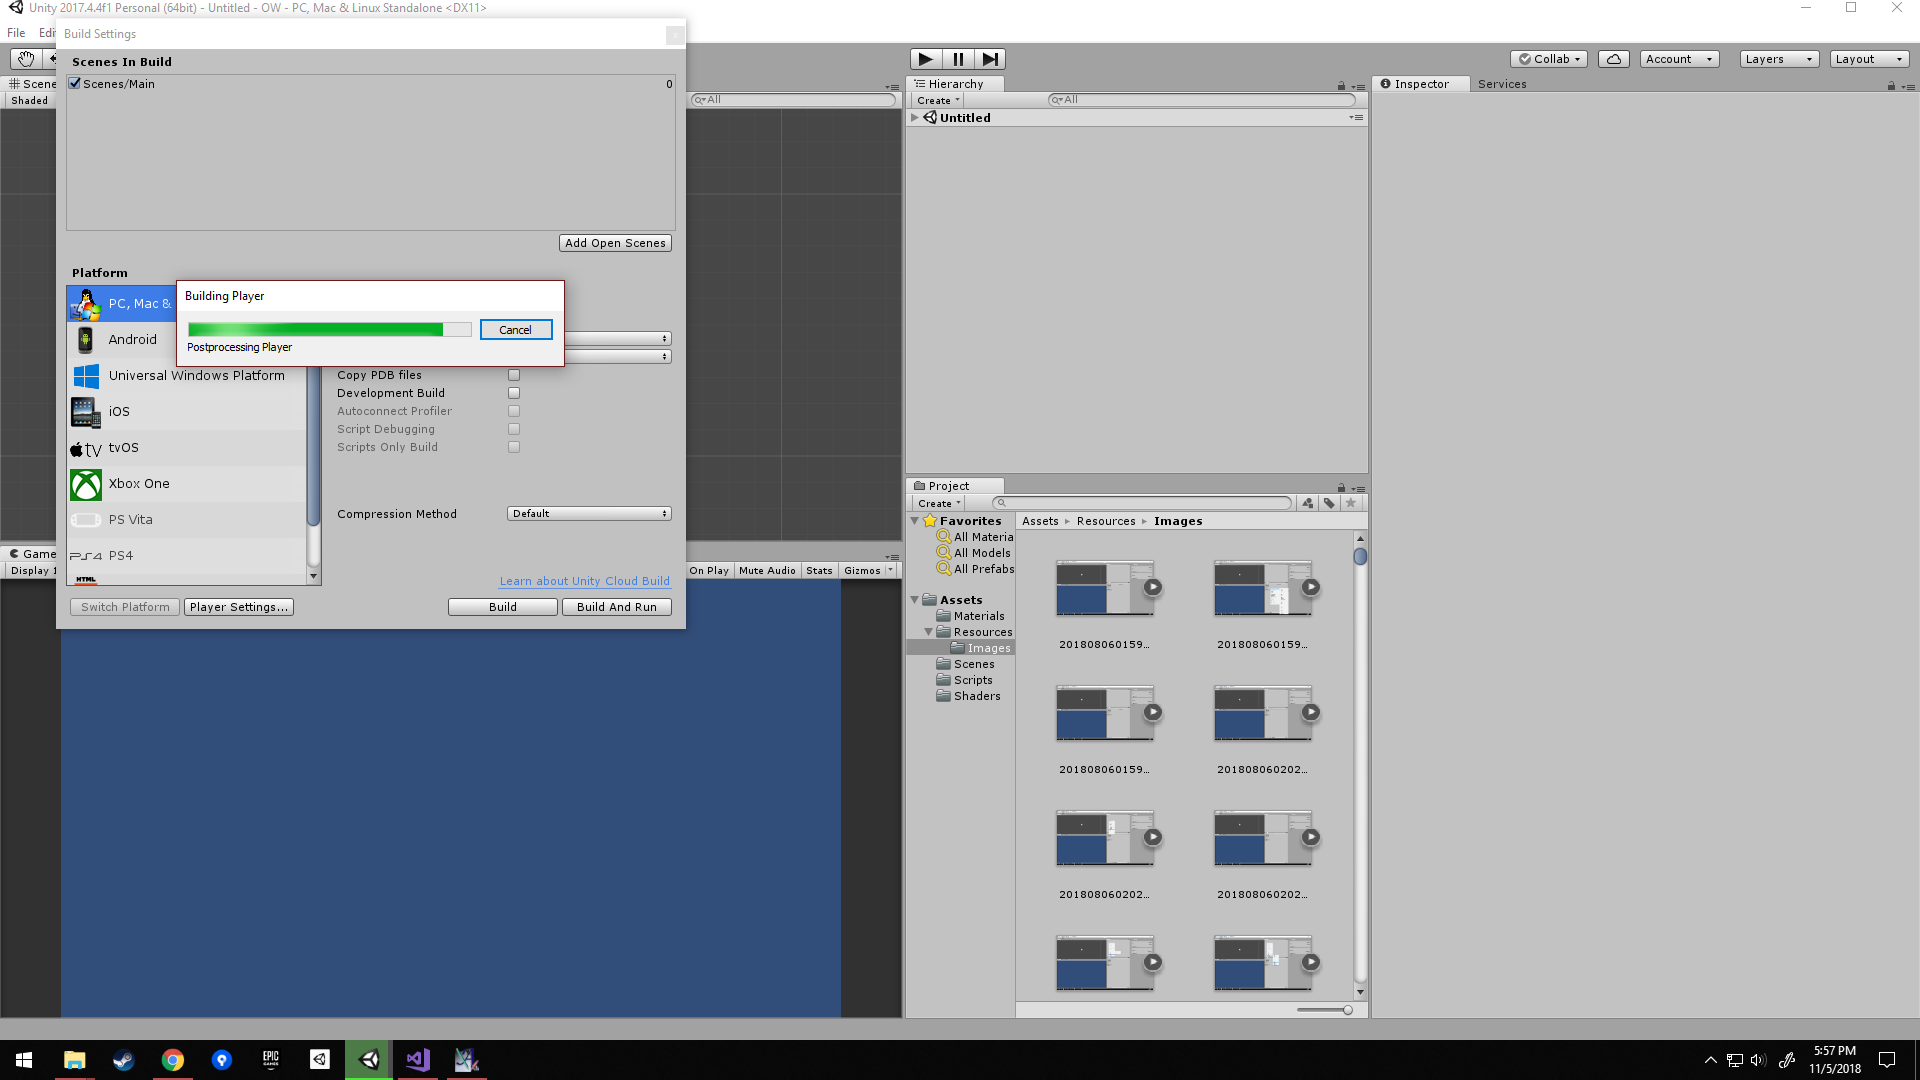 Unity 2017.4.4f1 Personal (64bit) - Untitled - OW - PC, Mac & Linux Standalone <DX11>
File
Build Settings
Scenes In Build
Scenes/Main 0
Add Open Scenes
Platform
PC, Mac &
Building Player
Cancel
Postprocessing Player
Android
Universal Windows Platform
iOS
tv tvOS
Xbox One
PS Vita
PS4 PS4
HTML
Copy PDB files
Development Build
Autoconnect Profiler
Script Debugging
Scripts Only Build
Compression Method Default
Learn about Unity Cloud Build
Switch Platform Player Settings... Build Build And Run
Scene
Shaded
All
Game
Display 1
On Play Mute Audio Stats Gizmos
Collab Account Layers Layout
Hierarchy
Create All
Untitled
Inspector Services
Project
Create
Favorites
All Materia
All Models
All Prefabs
Assets
Materials
Resources
Images
Scenes
Scripts
Shaders
Assets Resources Images
201808060159... 201808060159...
201808060159... 201808060202...
201808060202... 201808060202...
EPIC
GAMES
5:57 PM
11/5/2018